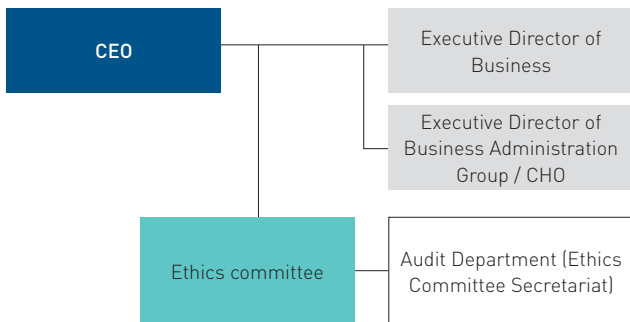 CEO
Executive Director of
Business
Executive Director of
Business Administration
Group / CHO
Ethics committee
Audit Department (Ethics
Committee Secretariat)